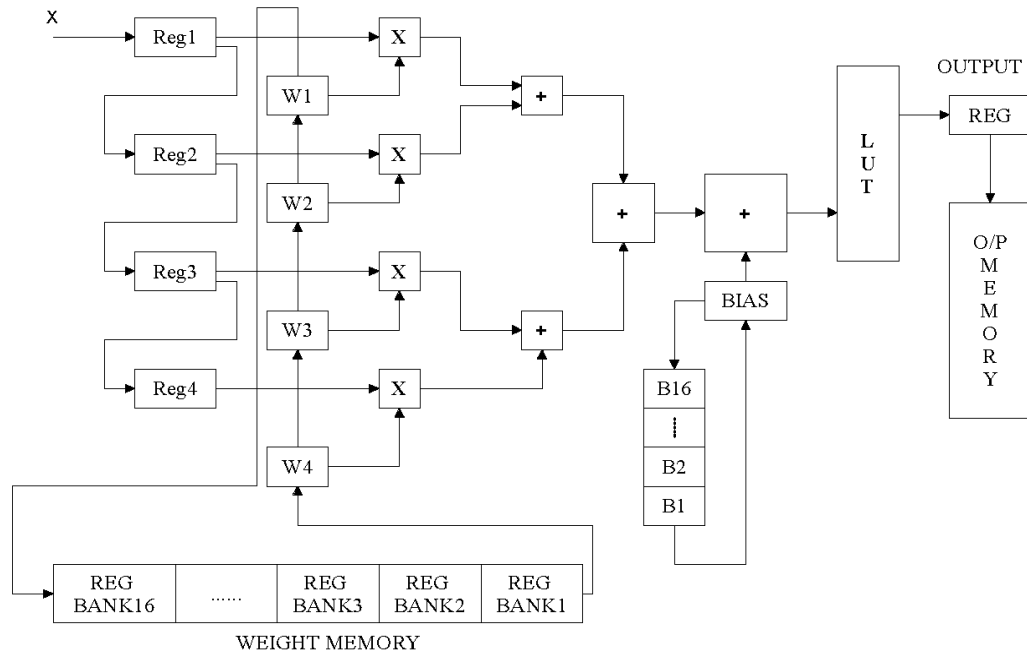 X
Reg1
X
W1
+
Reg2
X
W2
+
+
Reg3
X
W3
+
Reg4
X
W4
BIAS
B16
B2
B1
L
U
T
OUTPUT
REG
O/P
M
E
M
O
R
Y
REG
BANK16
......
REG
BANK3
REG
BANK2
REG
BANK1
WEIGHT MEMORY